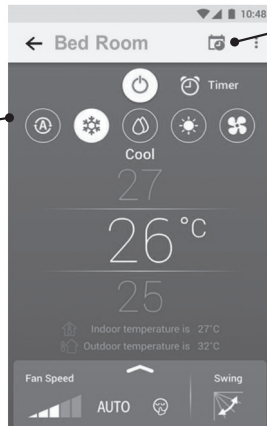 10:48
Bed Room
Timer
A
Cool
27
26°C
25
Indoor temperature is 27°C
Outdoor temperature is 32°C
Fan Speed
Swing
AUTO